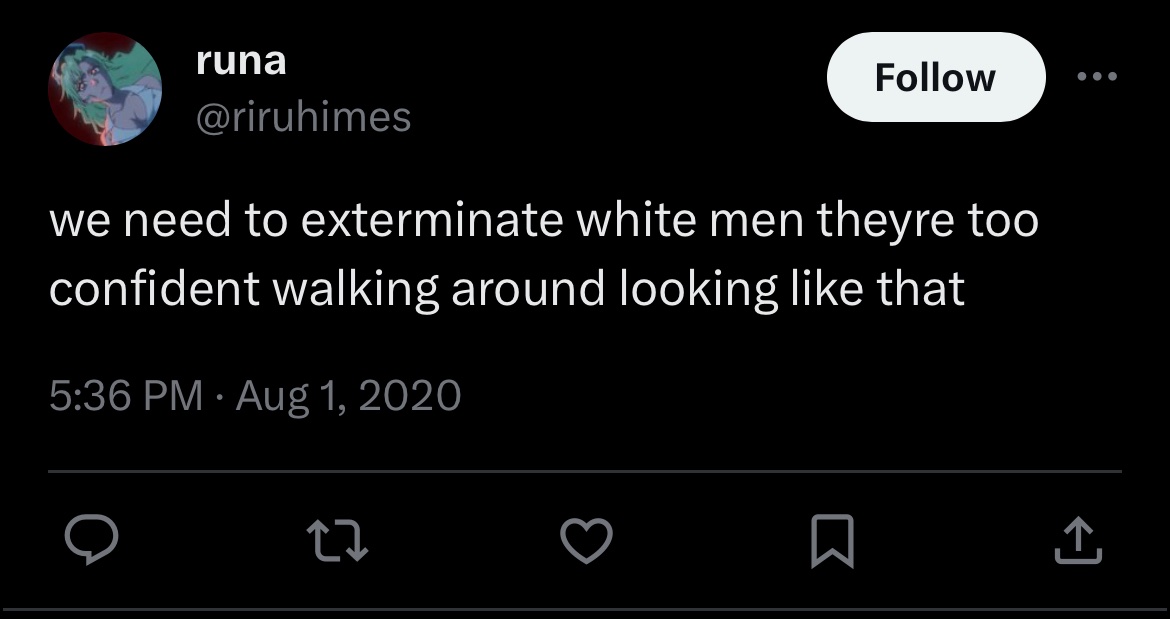 runa
@riruhimes
Follow
we need to exterminate white men theyre too
confident walking around looking like that
5:36 PM · Aug 1, 2020